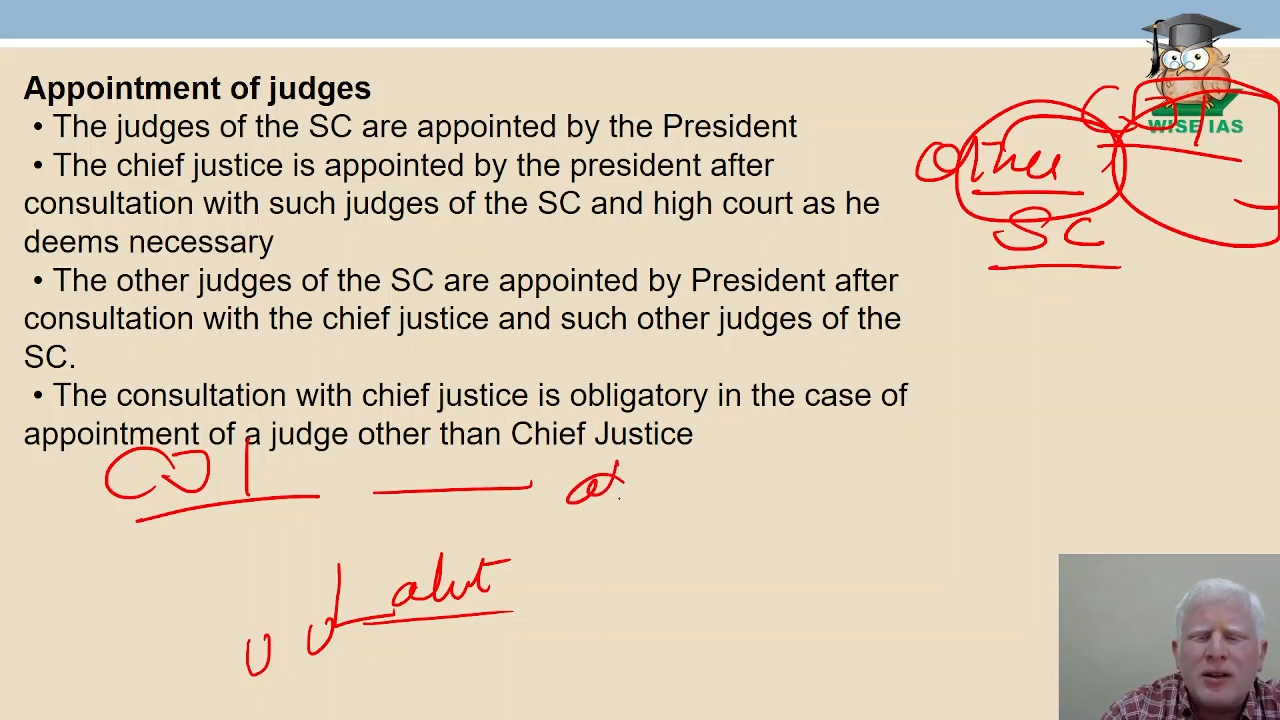 Appointment of judges
• The judges of the SC are appointed by the President
• The chief justice is appointed by the president after
consultation with such judges of the SC and high court as he
deems necessary
• The other judges of the SC are appointed by President after
consultation with the chief justice and such other judges of the
SC.
• The consultation with chief justice is obligatory in the case of
appointment of a judge other than Chief Justice
WISE IAS
Other
SC
CJI
UU Lalit